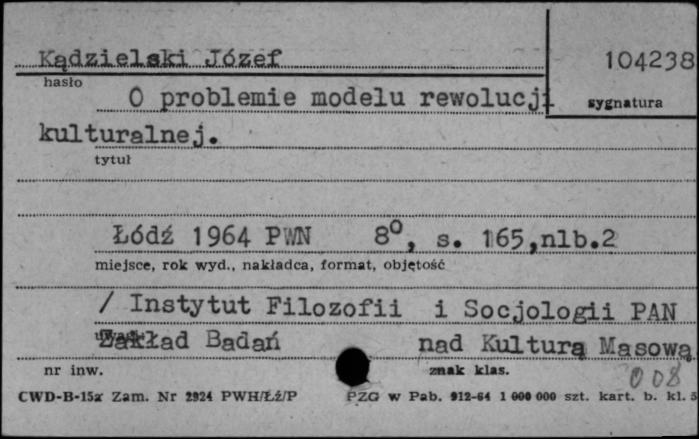 Kądzielski Józef 104238
hasło
O problemie modelu rewolucji sygnatura
kulturalnej.
tytuł
Łódź 1964 PWN 8°, s. 165,nlb.2
miejsce, rok wyd., nakładca, format, objętość
/ Instytut Filozofii i Socjologii PAN
uwagi
Zakład Badań nad Kulturą Masową
nr inw. znak klas.
008
CWD-B-15a Zam. Nr 2924 PWH/Łź/P PZG w Pab. 912-64 1 000 000 szt. kart. b. kl. 5